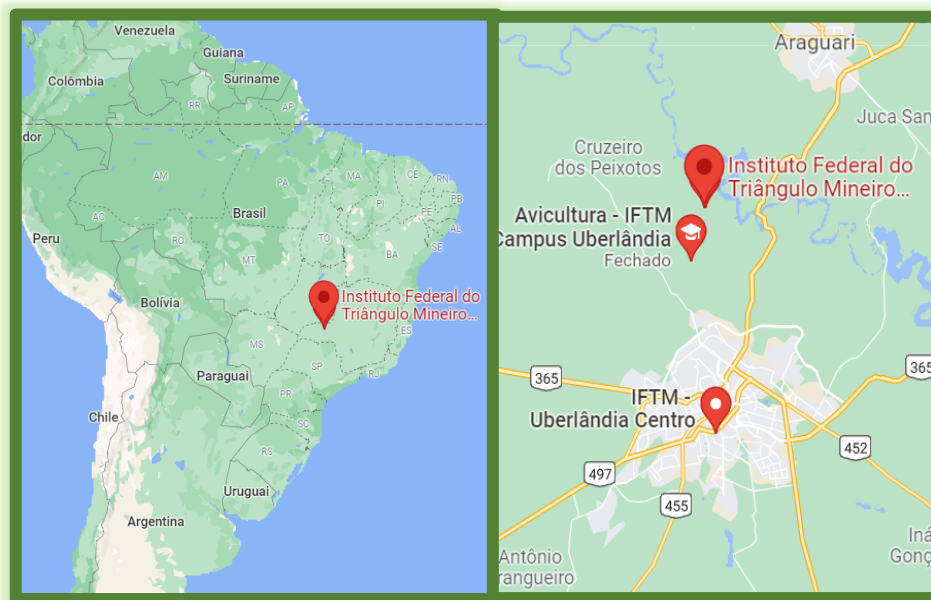 Venezuela
Guiana
Suriname
Colômbia
RR
AP
dor
AM
PA
MA
CE
RN
PB
PI
PE
AC
AL
TO
SE
RO
Brasil
BA
MT
Peru
Bolívia
Instituto Federal do
Triângulo Mineiro...
ES
MS
SP
RJ
Paraguai
PR
Chile
SC
RS
Uruguai
Argentina
Araguari
Juca San
Cruzeiro
dos Peixotos
Instituto Federal do
Triângulo Mineiro...
Avicultura - IFTM
Campus Uberlândia
Fechado
365
365
IFTM -
Uberlândia Centro
452
497
455
Antônio
rangueiro
Iná
Gonç